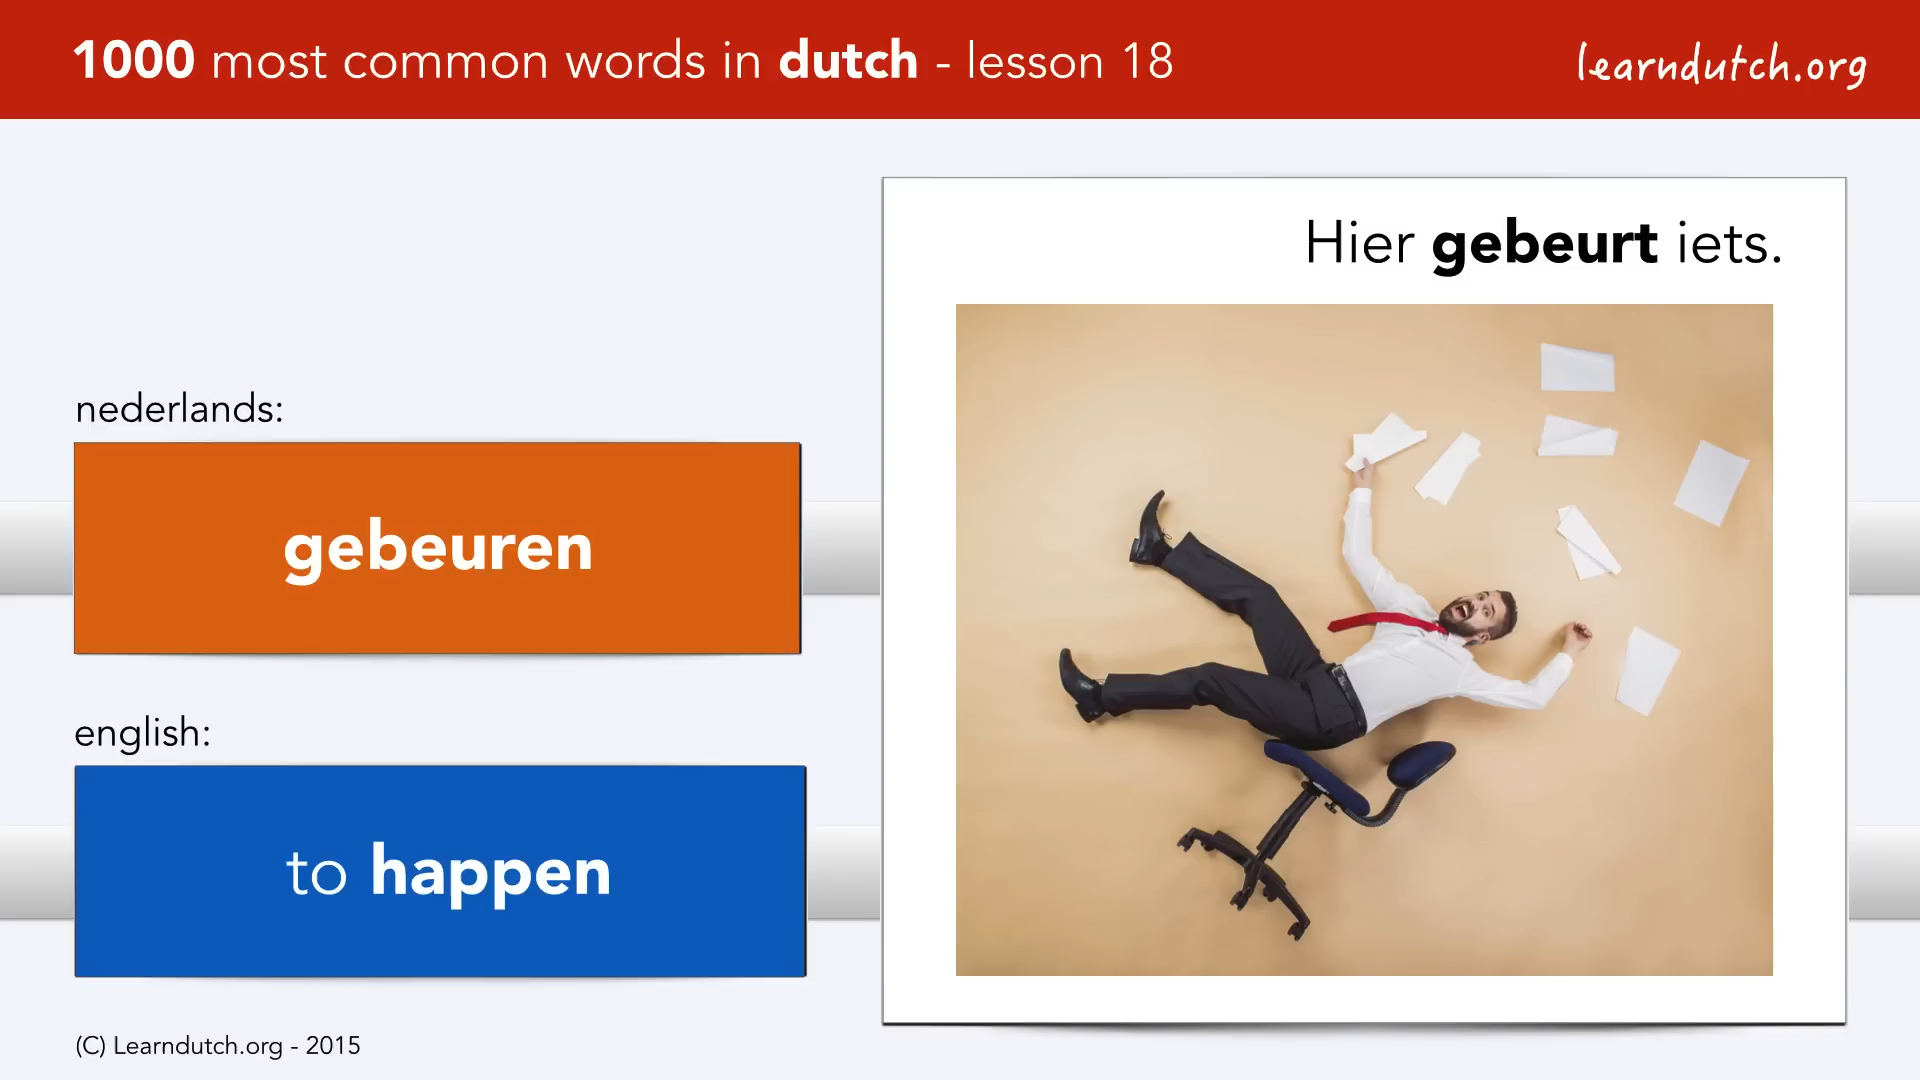 1000 most common words in dutch - lesson 18
learndutch.org
Hier gebeurt iets.
nederlands:
gebeuren
english:
to happen
(C) Learndutch.org - 2015